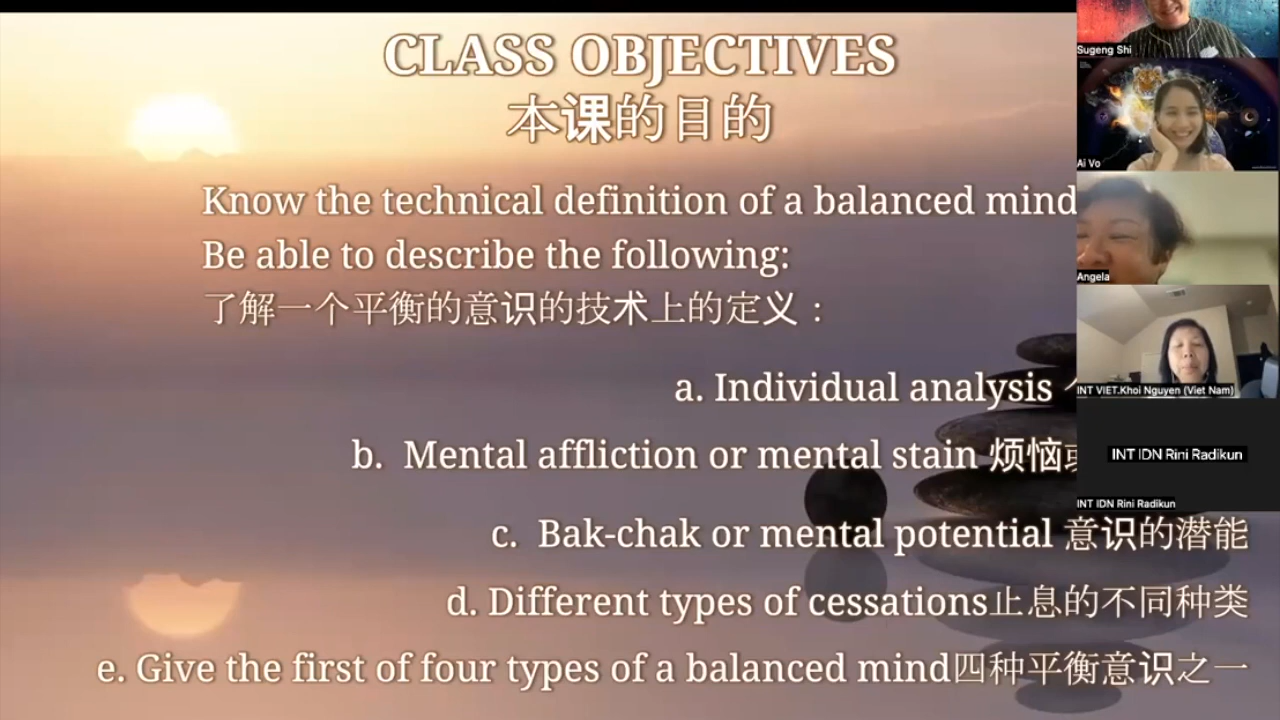 CLASS OBJECTIVES
本课的目的
Know the technical definition of a balanced mind
Be able to describe the following:
了解一个平衡的意识的技术上的定义：
a. Individual analysis
b. Mental affliction or mental stain 烦恼
c. Bak-chak or mental potential 意识的潜能
d. Different types of cessations止息的不同种类
e. Give the first of four types of a balanced mind四种平衡意识之一
Sugeng Shi
Ai Vo
Angela
INT VIET.Khoi Nguyen (Viet Nam)
INT IDN Rini Radikun
INT IDN Rini Radikun